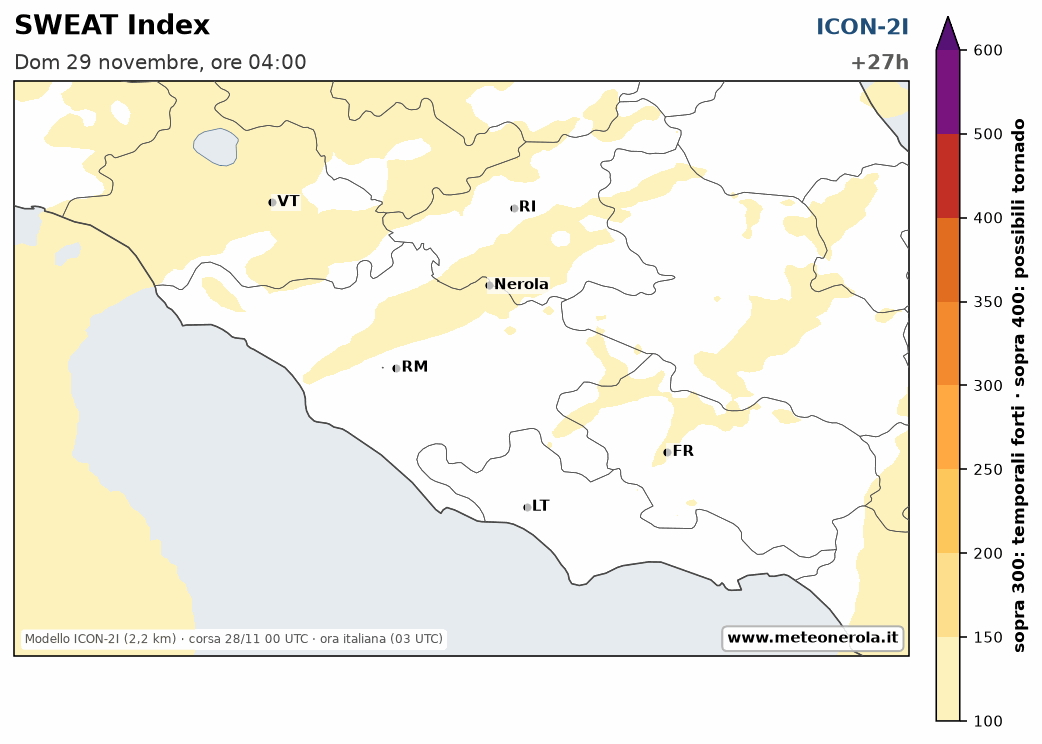 SWEAT Index
ICON-2I
Dom 29 novembre, ore 04:00
+27h
VT
RI
Nerola
RM
FR
LT
Modello ICON-2I (2,2 km) · corsa 28/11 00 UTC · ora italiana (03 UTC)
www.meteonerola.it
600
500
400
350
300
250
200
150
100
sopra 300: temporali forti · sopra 400: possibili tornado